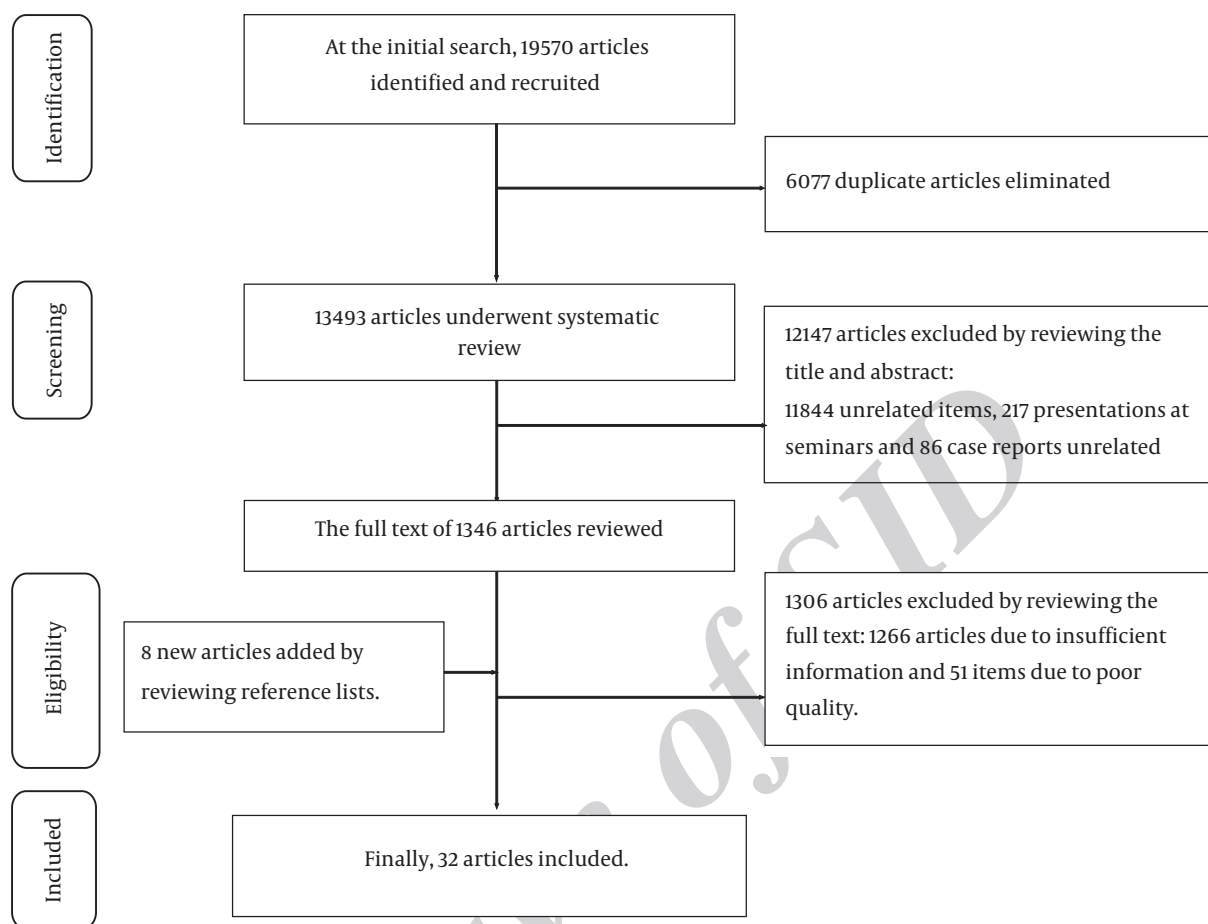 Identification
At the initial search, 19570 articles
identified and recruited
6077 duplicate articles eliminated
Screening
13493 articles underwent systematic
review
12147 articles excluded by reviewing the
title and abstract:
11844 unrelated items, 217 presentations at
seminars and 86 case reports unrelated
The full text of 1346 articles reviewed
Eligibility
8 new articles added by
reviewing reference lists.
1306 articles excluded by reviewing the
full text: 1266 articles due to insufficient
information and 51 items due to poor
quality.
Included
Finally, 32 articles included.
of SID